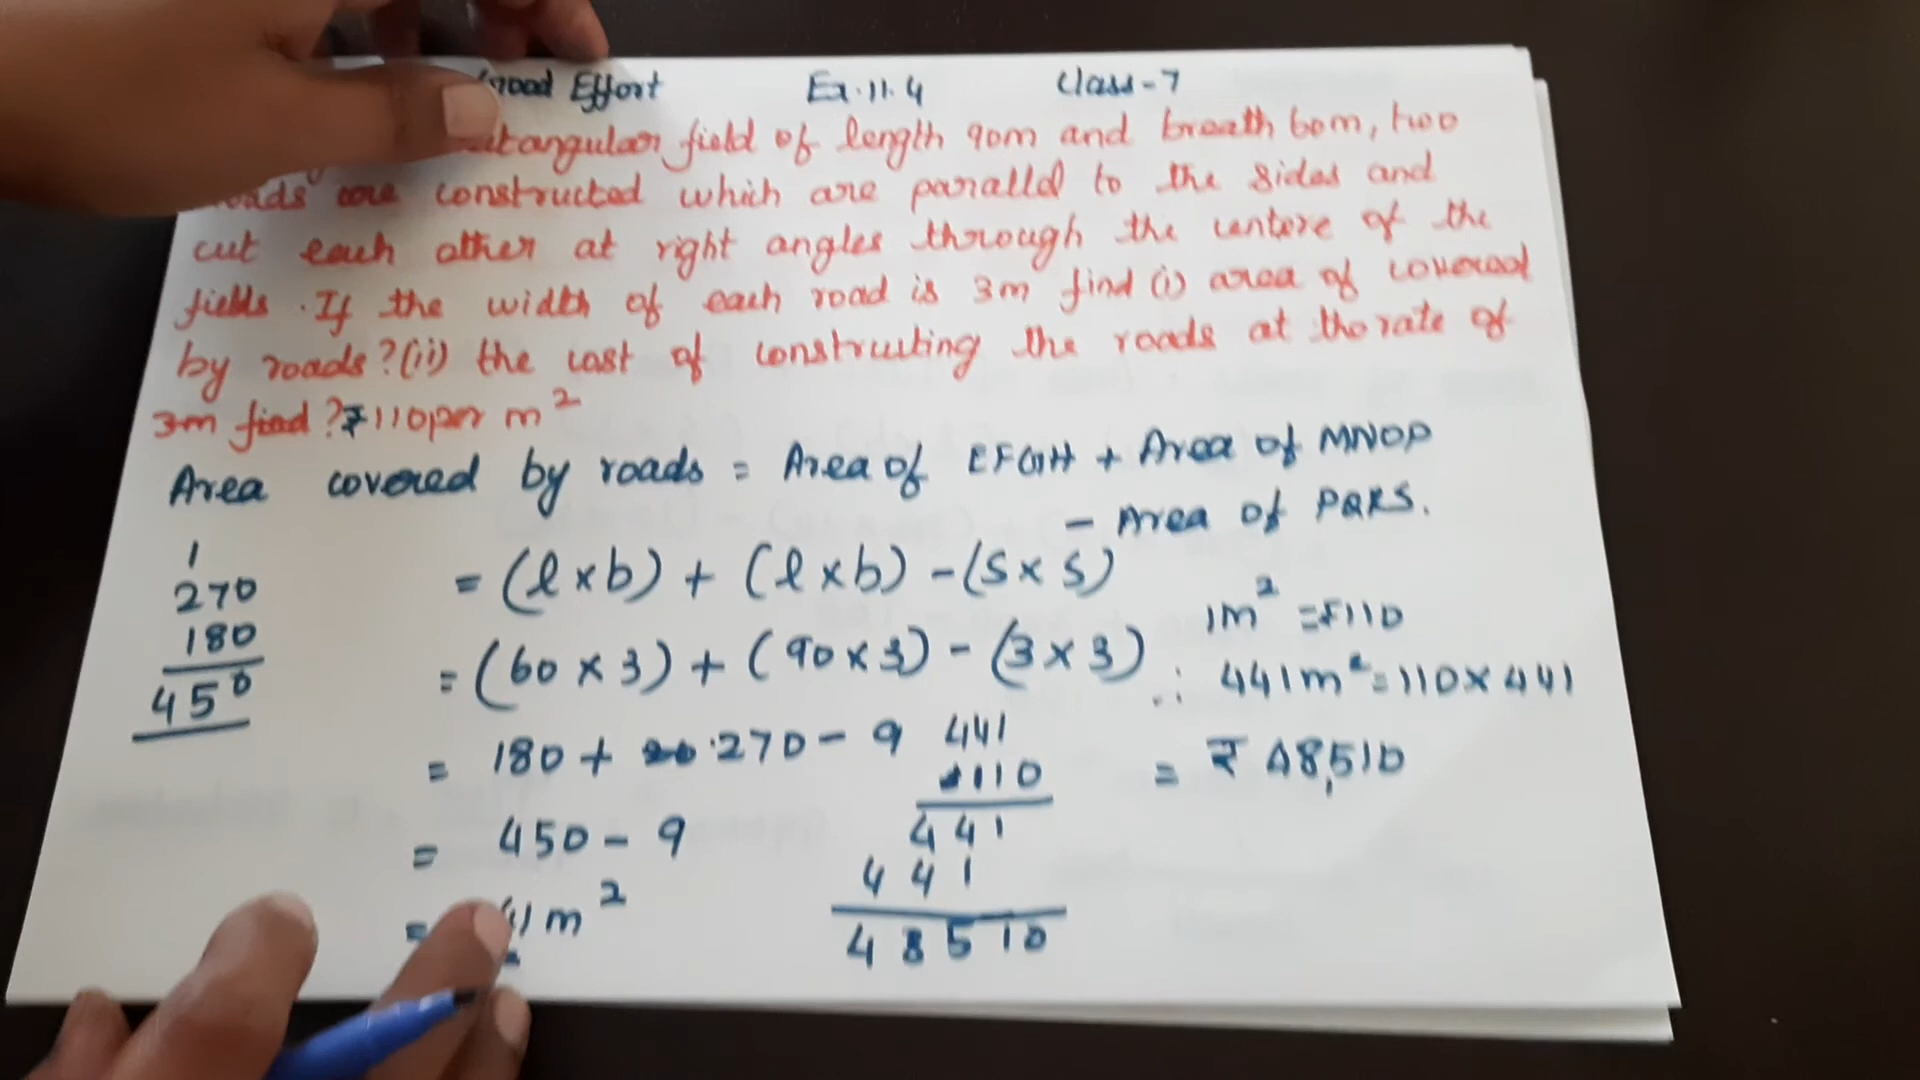 Good Effort Ex.11.4 Class-7
rectangular field of length 90m and breath 60m, two
roads are constructed which are parallel to the sides and
cut each other at right angles through the centere of the
fields. If the width of each road is 3m find (i) area of covered
by roads? (ii) the cost of constructing the roads at the rate of
3m find? ₹110per m²
Area covered by roads = Area of EFGH + Area of MNOP
- Area of PQRS.
= (l×b) + (l×b) - (s×s)
= (60×3) + (90×3) - (3×3)
= 180 + 270 - 9
= 450 - 9
= 41m²
1
270
180
450
441
110
441
441
48510
1m² = ₹110
∴ 441m² = 110×441
= ₹ 48,510